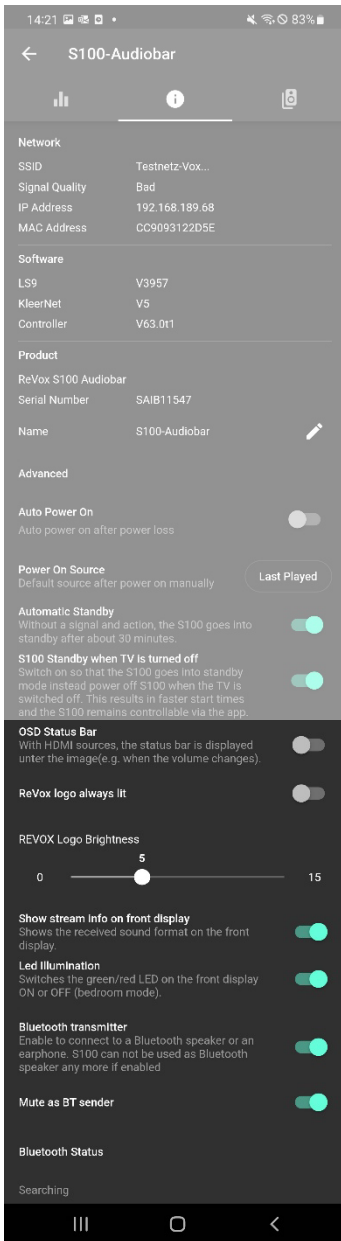 14:21
83%
S100-Audiobar
Network
SSID Testnetz-Vox...
Signal Quality Bad
IP Address 192.168.189.68
MAC Address CC9093122D5E
Software
LS9 V3957
KleerNet V5
Controller V63.0t1
Product
ReVox S100 Audiobar
Serial Number SAIB11547
Name S100-Audiobar
Advanced
Auto Power On
Auto power on after power loss
Power On Source
Default source after power on manually
Last Played
Automatic Standby
Without a signal and action, the S100 goes into
standby after about 30 minutes.
S100 Standby when TV is turned off
Switch on so that the S100 goes into standby
mode instead power off S100 when the TV is
switched off. This results in faster start times
and the S100 remains controllable via the app.
OSD Status Bar
With HDMI sources, the status bar is displayed
unter the image(e.g. when the volume changes).
ReVox logo always lit
REVOX Logo Brightness
5
0 15
Show stream info on front display
Shows the received sound format on the front
display.
Led Illumination
Switches the green/red LED on the front display
ON or OFF (bedroom mode).
Bluetooth transmitter
Enable to connect to a Bluetooth speaker or an
earphone. S100 can not be used as Bluetooth
speaker any more if enabled
Mute as BT sender
Bluetooth Status
Searching